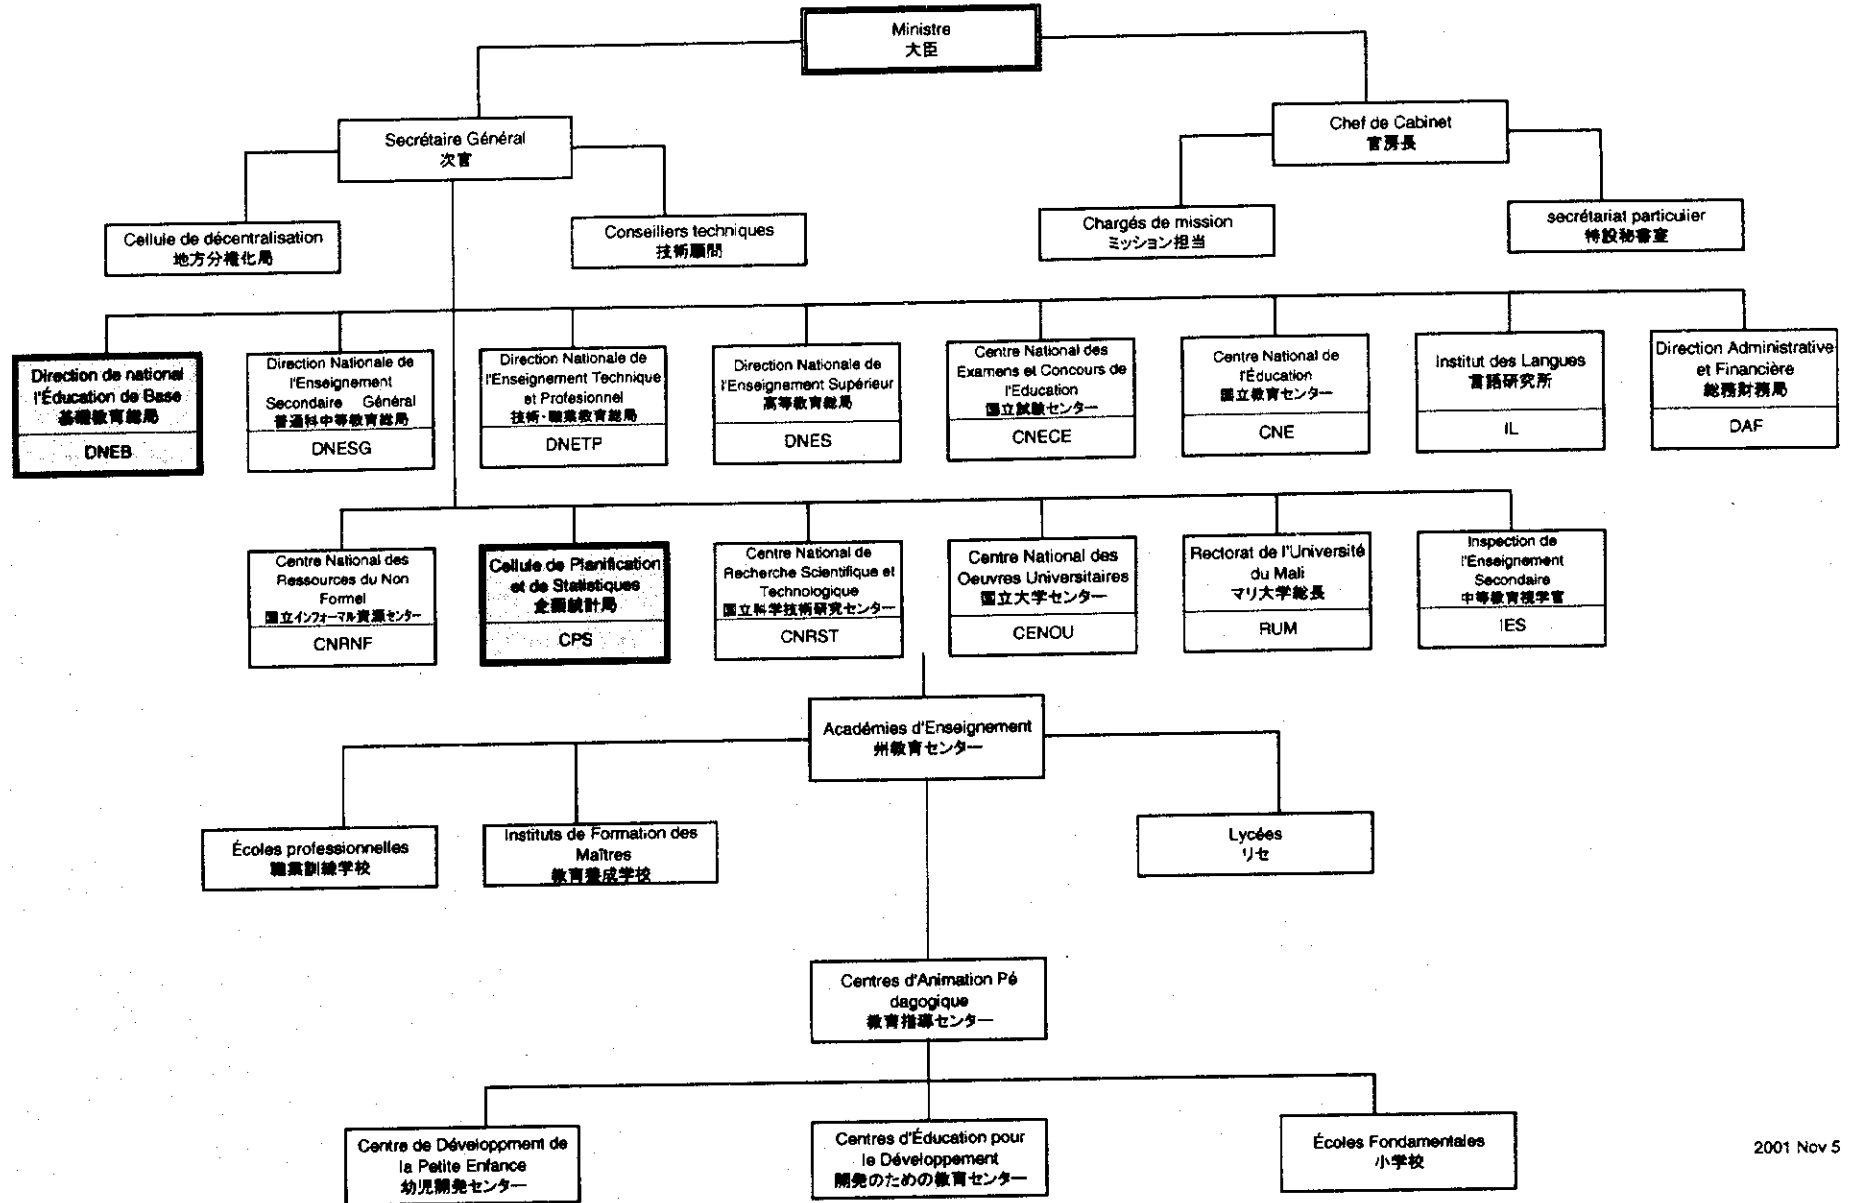 Ministre
大臣
Secrétaire Général
次官
Chef de Cabinet
官房長
Cellule de décentralisation
地方分権化局
Conseillers techniques
技術顧問
Chargés de mission
ミッション担当
secrétariat particulier
特設秘書室
Direction de national
l'Éducation de Base
基礎教育総局
DNEB
Direction Nationale de
l'Enseignement
Secondaire Général
普通科中等教育総局
DNESG
Direction Nationale de
l'Enseignement Technique
et Profesionnel
技術・職業教育総局
DNETP
Direction Nationale de
l'Enseignement Supérieur
高等教育総局
DNES
Centre National des
Examens et Concours de
l'Education
国立試験センター
CNECE
Centre National de
l'Éducation
国立教育センター
CNE
Institut des Langues
言語研究所
IL
Direction Administrative
et Financière
総務財務局
DAF
Centre National des
Ressources du Non
Formel
国立インフォーマル資源センター
CNRNF
Cellule de Planification
et de Statistiques
企画統計局
CPS
Centre National de
Recherche Scientifique et
Technologique
国立科学技術研究センター
CNRST
Centre National des
Oeuvres Universitaires
国立大学センター
CENOU
Rectorat de l'Université
du Mali
マリ大学総長
RUM
Inspection de
l'Enseignement
Secondaire
中等教育視学官
IES
Académies d'Enseignement
州教育センター
Écoles professionnelles
職業訓練学校
Instituts de Formation des
Maîtres
教育養成学校
Lycées
リセ
Centres d'Animation Pé
dagogique
教育指導センター
Centre de Développment de
la Petite Enfance
幼児開発センター
Centres d'Éducation pour
le Développement
開発のための教育センター
Écoles Fondamentales
小学校
2001 Nov 5